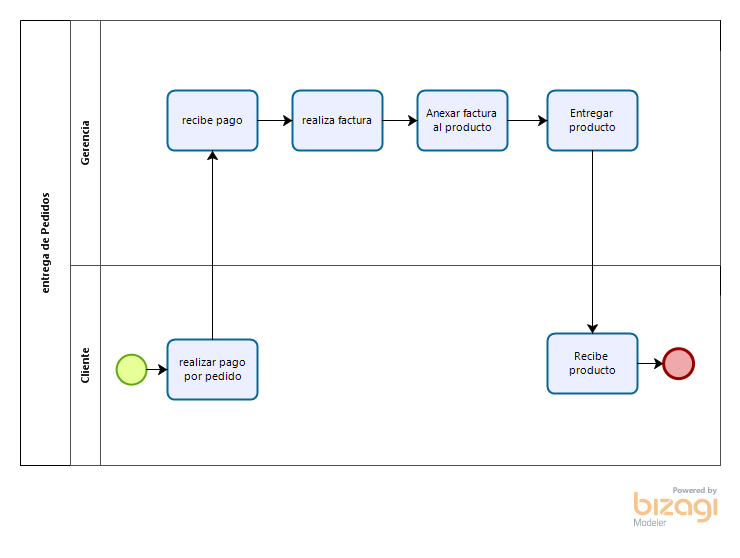 entrega de Pedidos
Gerencia
recibe pago
realiza factura
Anexar factura
al producto
Entregar
producto
Cliente
realizar pago
por pedido
Recibe
producto
Powered by
bizagi
Modeler